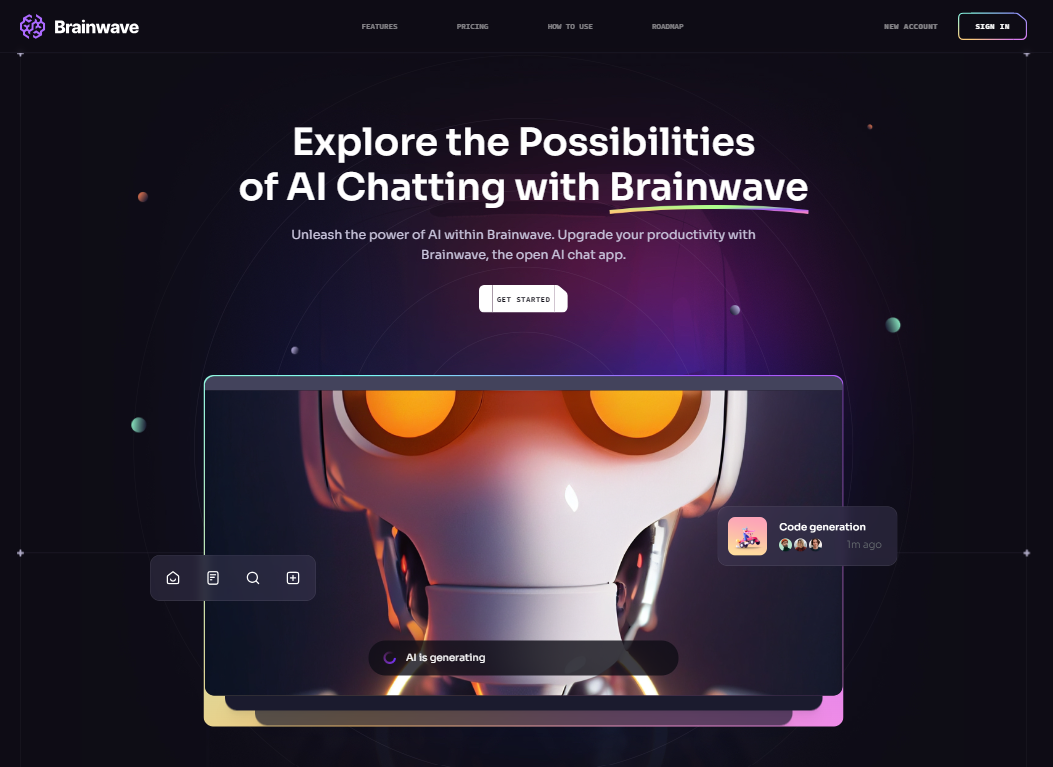 Brainwave
FEATURES
PRICING
HOW TO USE
ROADMAP
NEW ACCOUNT
SIGN IN
Explore the Possibilities
of AI Chatting with Brainwave
Unleash the power of AI within Brainwave. Upgrade your productivity with
Brainwave, the open AI chat app.
GET STARTED
Code generation
1m ago
AI is generating